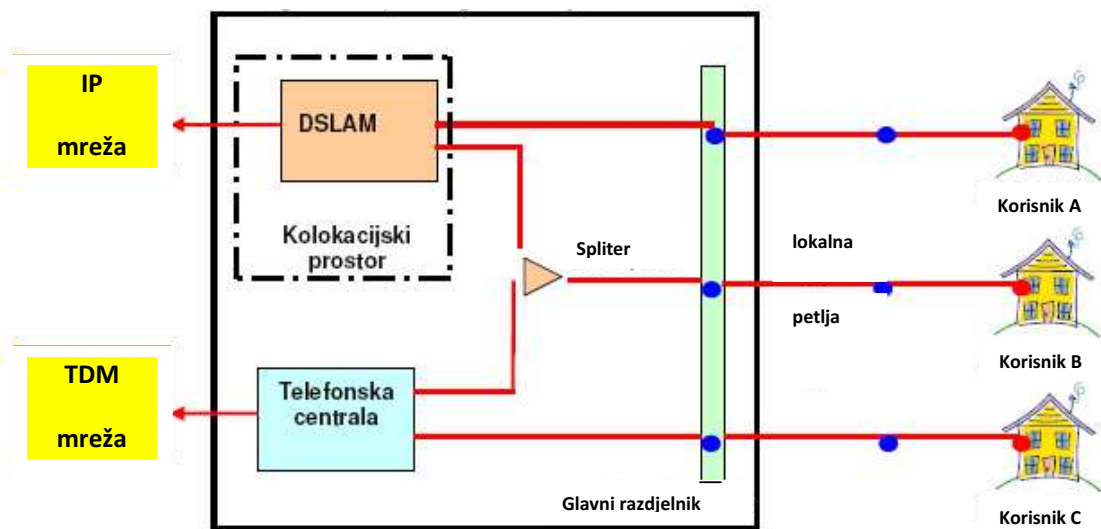 IP
mreža
DSLAM
Kolokacijski
prostor
Korisnik A
Spliter
lokalna
petlja
Korisnik B
TDM
mreža
Telefonska
centrala
Glavni razdjelnik
Korisnik C